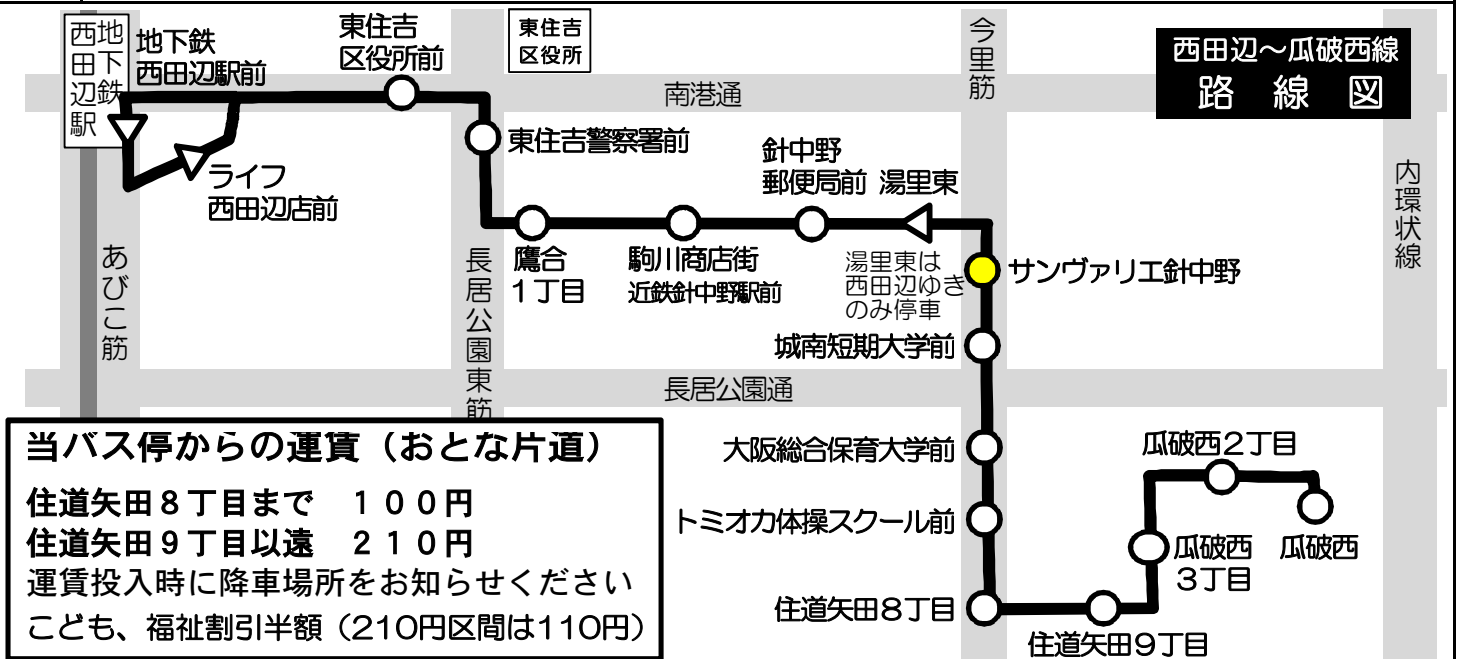 地下鉄
西田辺駅
地下鉄
西田辺駅前
東住吉
区役所前
東住吉
区役所
今里筋
西田辺～瓜破西線
路線図
南港通
東住吉警察署前
ライフ
西田辺店前
針中野
郵便局前
湯里東
内環状線
あびこ筋
長居公園東筋
鷹合
1丁目
駒川商店街
近鉄針中野駅前
湯里東は
西田辺ゆき
のみ停車
サンヴァリエ針中野
城南短期大学前
長居公園通
当バス停からの運賃（おとな片道）
住道矢田８丁目まで　１００円
住道矢田９丁目以遠　２１０円
運賃投入時に降車場所をお知らせください
こども、福祉割引半額（210円区間は110円）
大阪総合保育大学前
トミオカ体操スクール前
住道矢田8丁目
住道矢田9丁目
瓜破西2丁目
瓜破西
3丁目
瓜破西